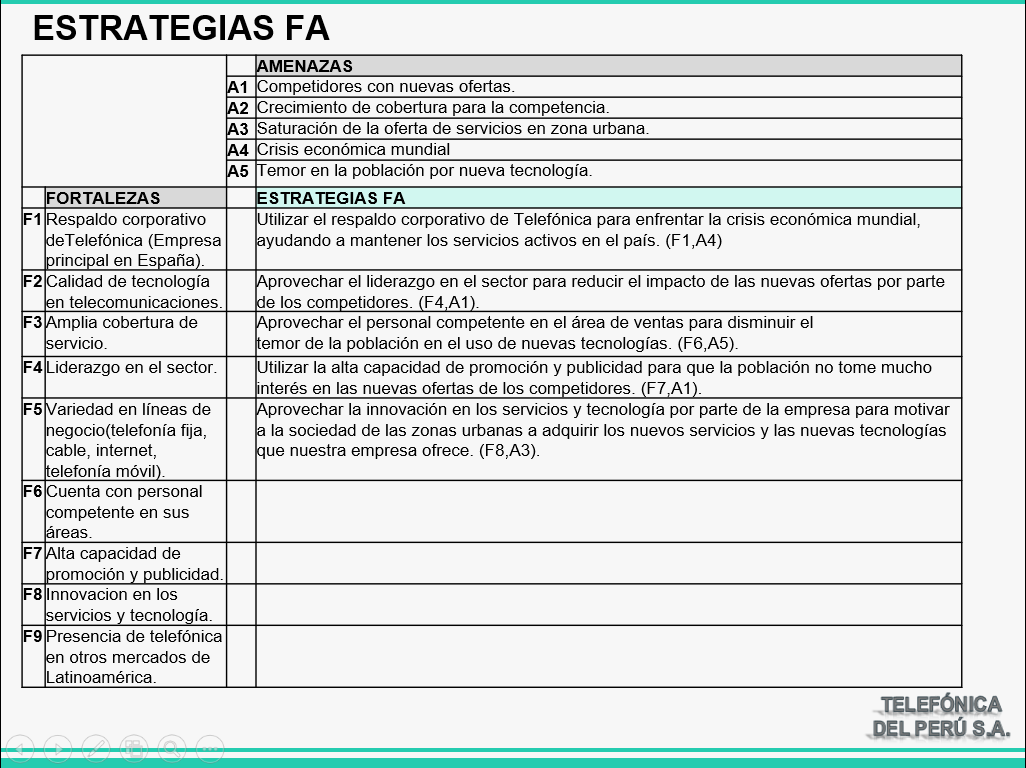 ESTRATEGIAS FA
AMENAZAS
A1 Competidores con nuevas ofertas.
A2 Crecimiento de cobertura para la competencia.
A3 Saturación de la oferta de servicios en zona urbana.
A4 Crisis económica mundial
A5 Temor en la población por nueva tecnología.
FORTALEZAS
ESTRATEGIAS FA
F1 Respaldo corporativo
deTelefónica (Empresa
principal en España).
Utilizar el respaldo corporativo de Telefónica para enfrentar la crisis económica mundial,
ayudando a mantener los servicios activos en el país. (F1,A4)
F2 Calidad de tecnología
en telecomunicaciones.
Aprovechar el liderazgo en el sector para reducir el impacto de las nuevas ofertas por parte
de los competidores. (F4,A1).
F3 Amplia cobertura de
servicio.
Aprovechar el personal competente en el área de ventas para disminuir el
temor de la población en el uso de nuevas tecnologías. (F6,A5).
F4 Liderazgo en el sector.
Utilizar la alta capacidad de promoción y publicidad para que la población no tome mucho
interés en las nuevas ofertas de los competidores. (F7,A1).
F5 Variedad en líneas de
negocio(telefonía fija,
cable, internet,
telefonía móvil).
Aprovechar la innovación en los servicios y tecnología por parte de la empresa para motivar
a la sociedad de las zonas urbanas a adquirir los nuevos servicios y las nuevas tecnologías
que nuestra empresa ofrece. (F8,A3).
F6 Cuenta con personal
competente en sus
áreas.
F7 Alta capacidad de
promoción y publicidad.
F8 Innovacion en los
servicios y tecnología.
F9 Presencia de telefónica
en otros mercados de
Latinoamérica.
TELEFÓNICA
DEL PERÚ S.A.